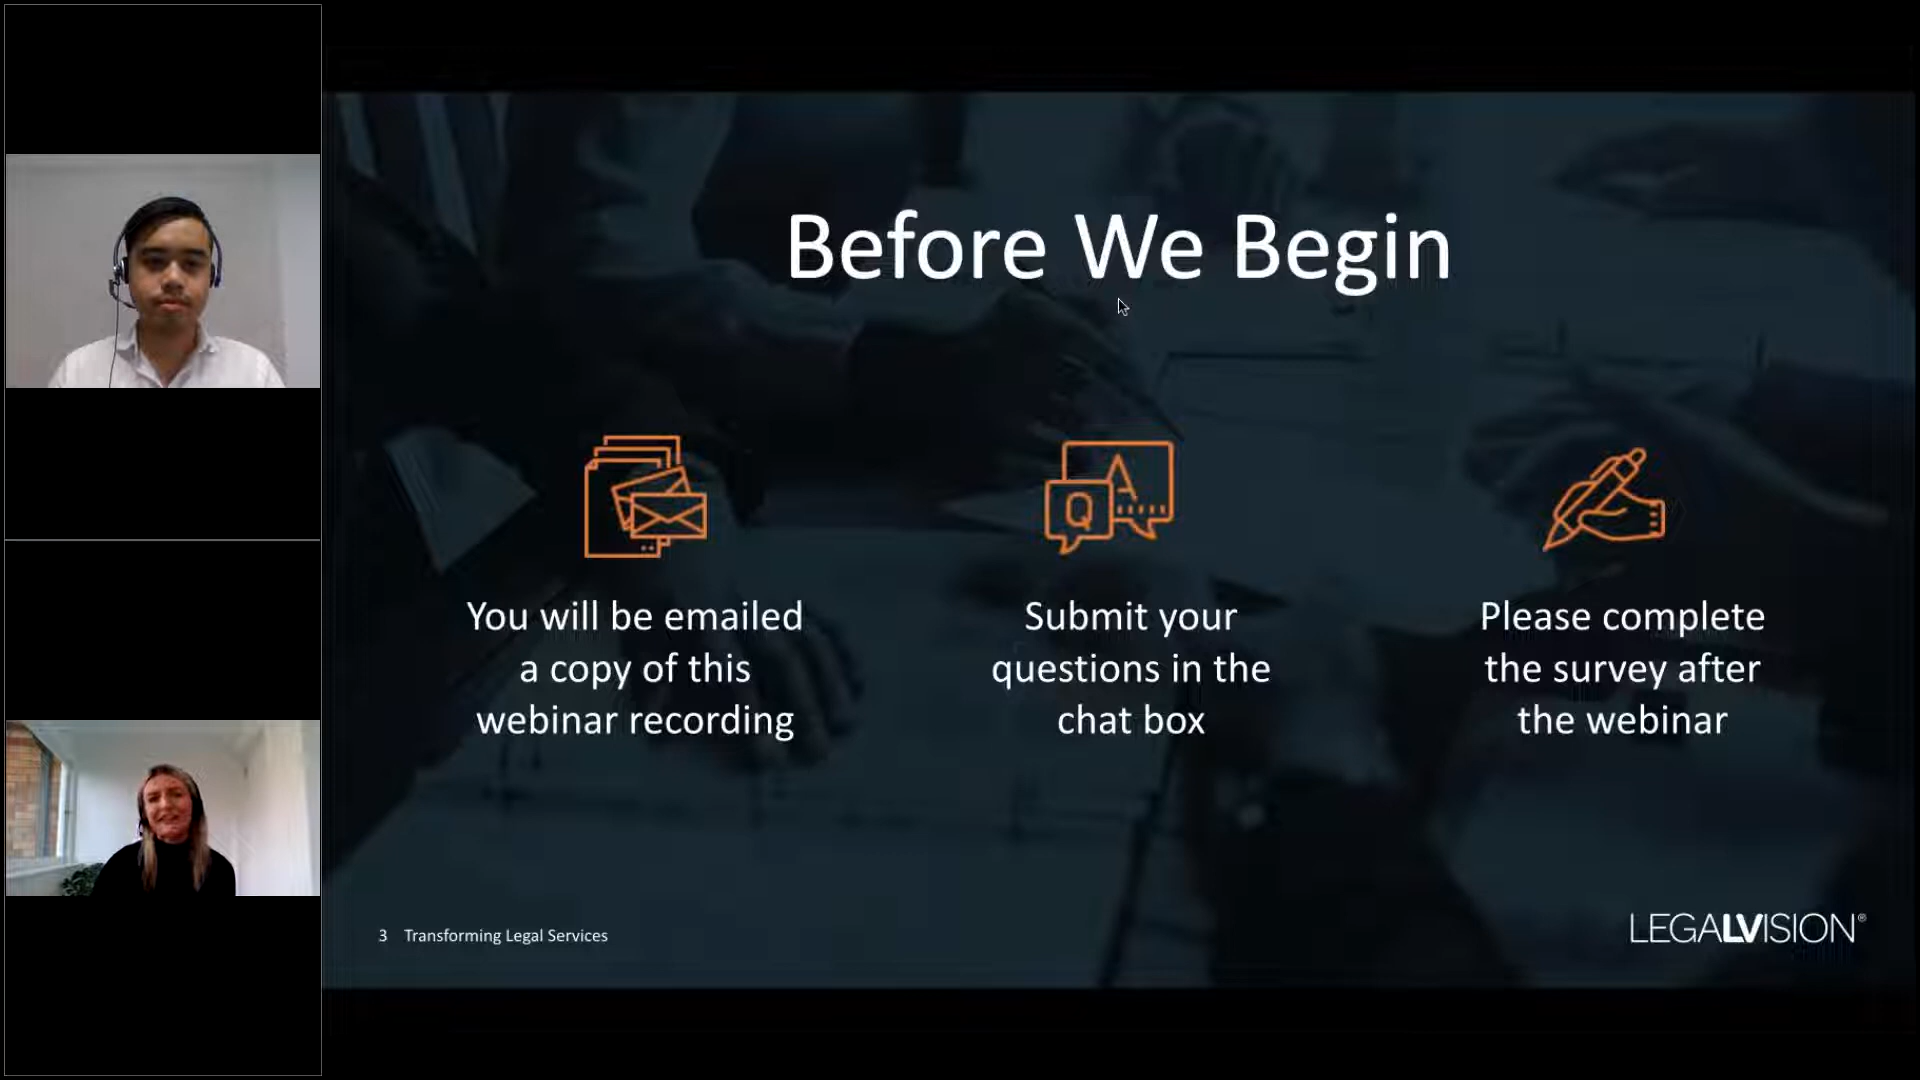 Before We Begin
Q
A
You will be emailed
a copy of this
webinar recording
Submit your
questions in the
chat box
Please complete
the survey after
the webinar
3 Transforming Legal Services
LEGALVISION®